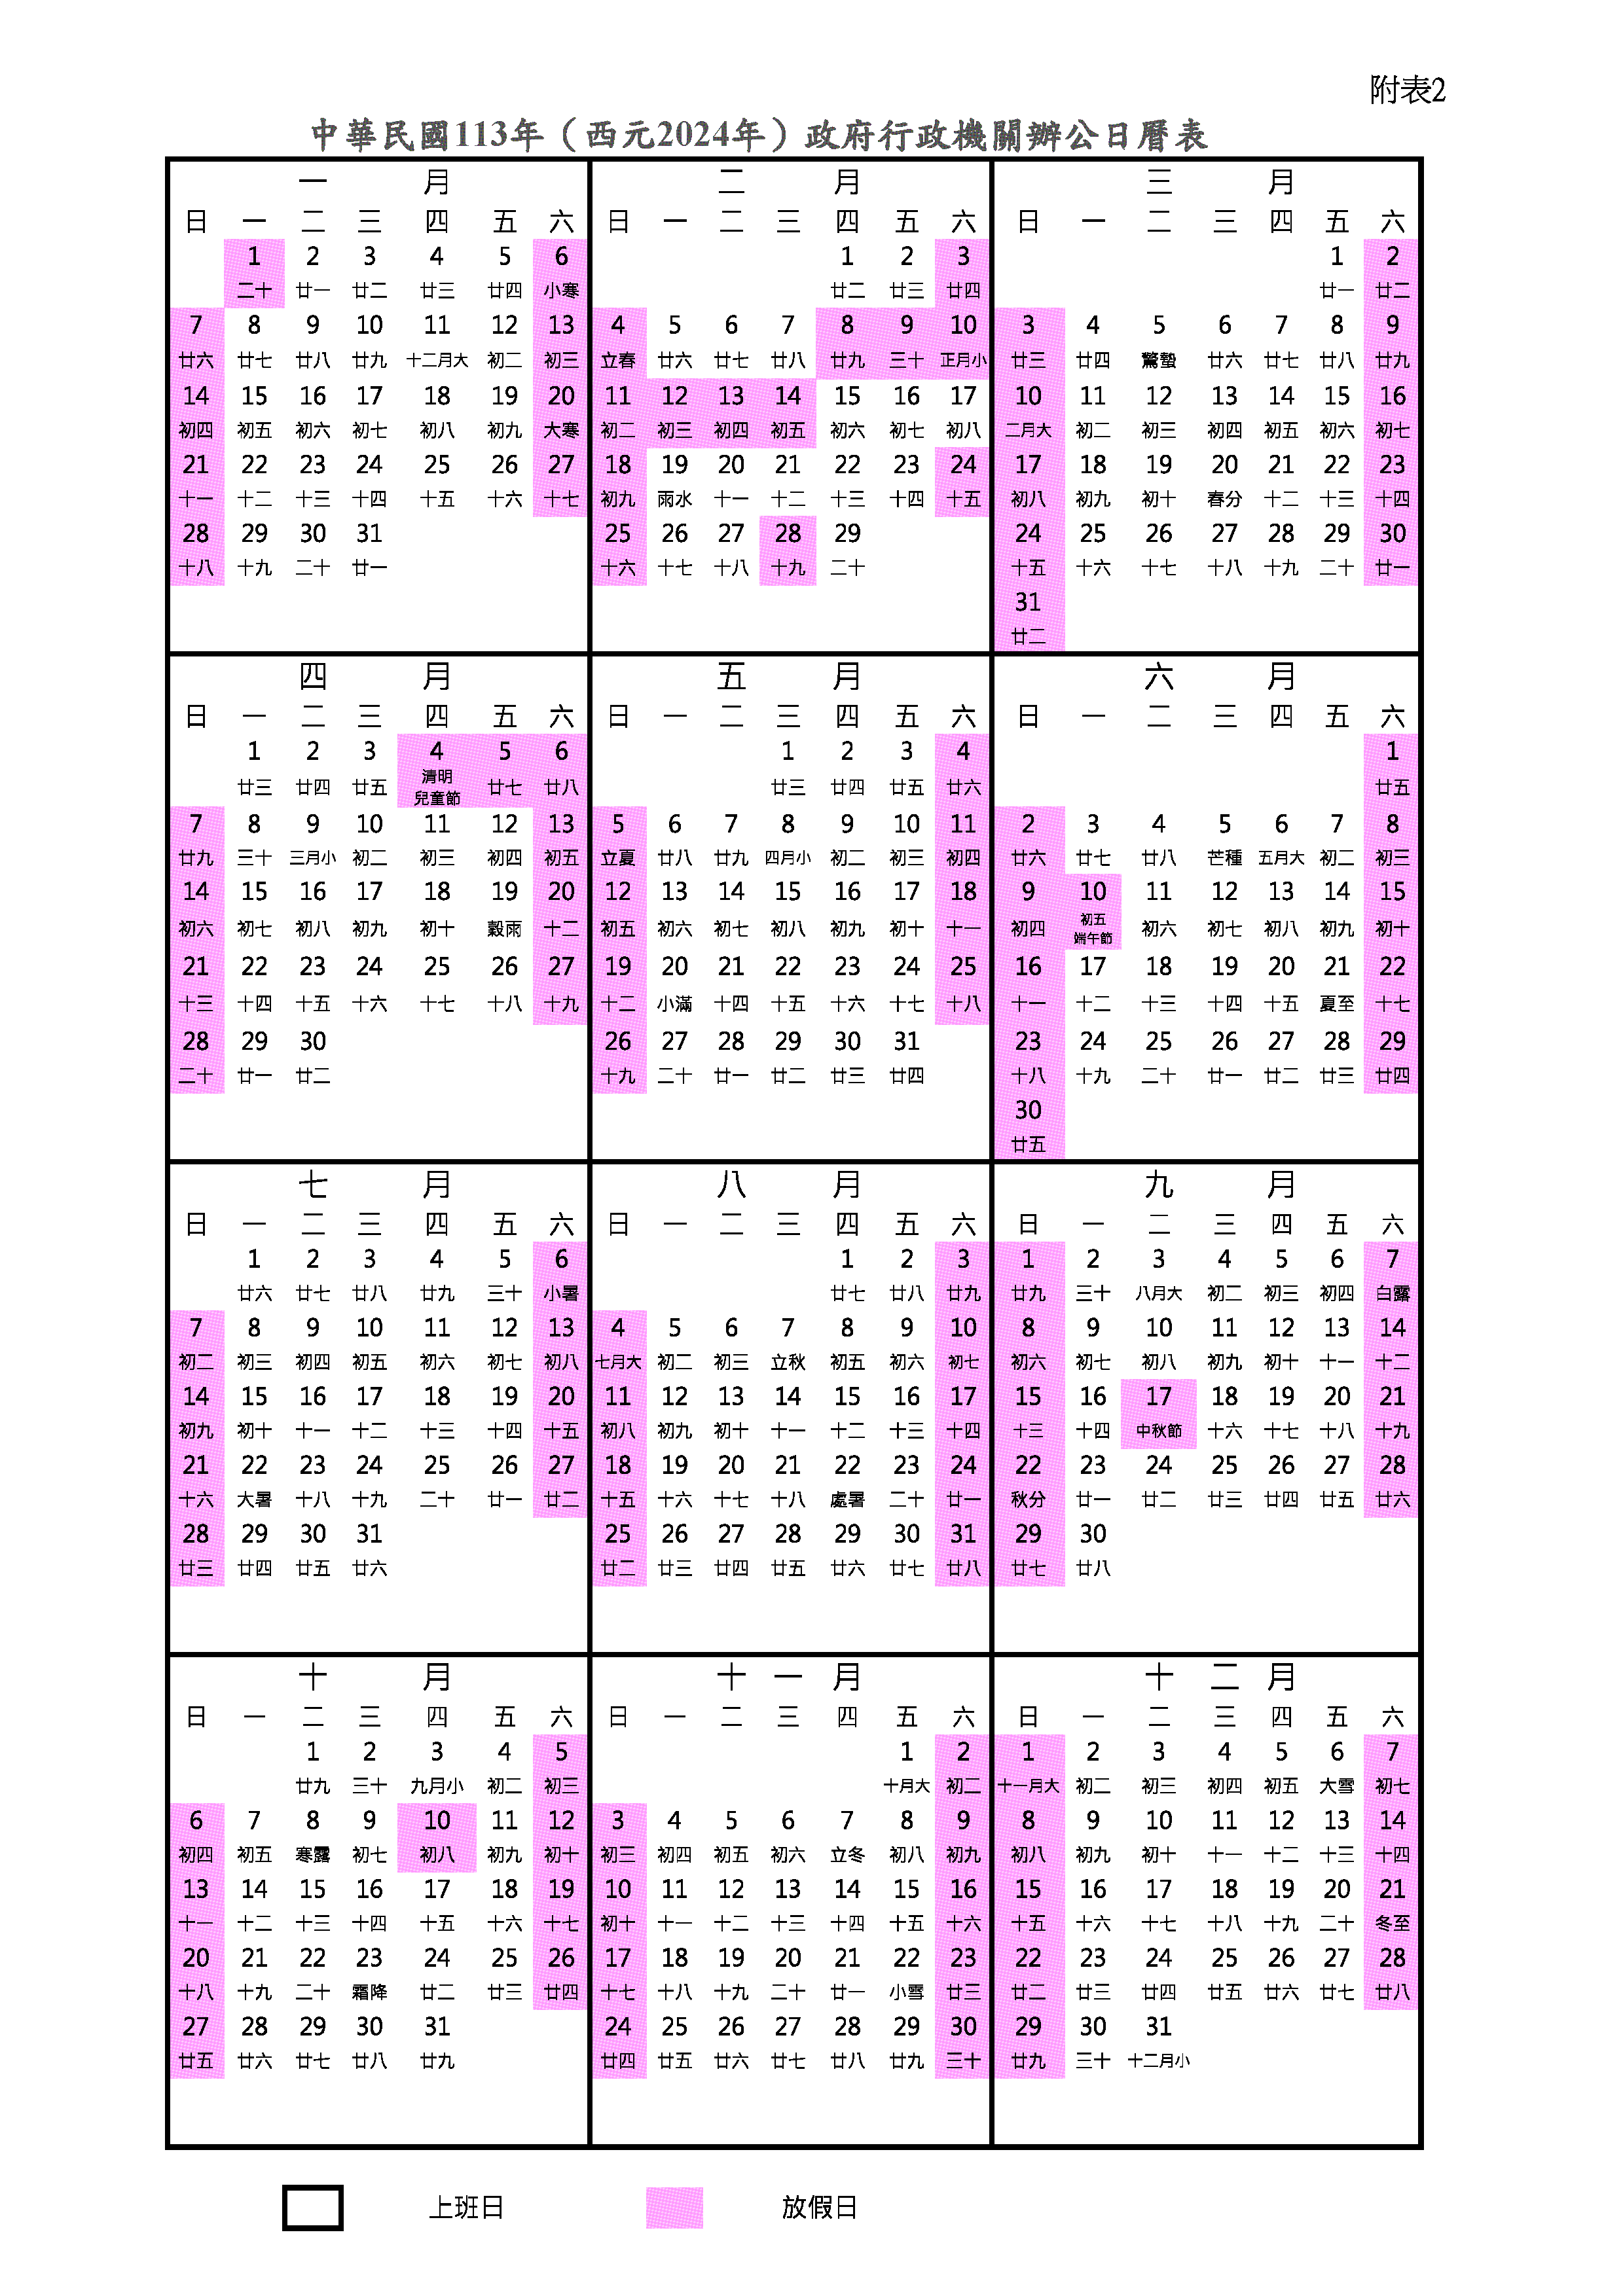 附表2
中華民國113年（西元2024年）政府行政機關辦公日曆表
一 月
日 一 二 三 四 五 六
1 2 3 4 5 6
二十 廿一 廿二 廿三 廿四 小寒
7 8 9 10 11 12 13
廿六 廿七 廿八 廿九 十二月大 初二 初三
14 15 16 17 18 19 20
初四 初五 初六 初七 初八 初九 大寒
21 22 23 24 25 26 27
十一 十二 十三 十四 十五 十六 十七
28 29 30 31
十八 十九 二十 廿一
二 月
日 一 二 三 四 五 六
1 2 3
廿二 廿三 廿四
4 5 6 7 8 9 10
立春 廿六 廿七 廿八 廿九 三十 正月小
11 12 13 14 15 16 17
初二 初三 初四 初五 初六 初七 初八
18 19 20 21 22 23 24
初九 雨水 十一 十二 十三 十四 十五
25 26 27 28 29
十六 十七 十八 十九 二十
三 月
日 一 二 三 四 五 六
1 2
廿一 廿二
3 4 5 6 7 8 9
廿三 廿四 驚蟄 廿六 廿七 廿八 廿九
10 11 12 13 14 15 16
二月大 初二 初三 初四 初五 初六 初七
17 18 19 20 21 22 23
初八 初九 初十 春分 十二 十三 十四
24 25 26 27 28 29 30
十五 十六 十七 十八 十九 二十 廿一
31
廿二
四 月
日 一 二 三 四 五 六
1 2 3 4 5 6
廿三 廿四 廿五 清明 兒童節 廿七 廿八
7 8 9 10 11 12 13
廿九 三十 三月小 初二 初三 初四 初五
14 15 16 17 18 19 20
初六 初七 初八 初九 初十 穀雨 十二
21 22 23 24 25 26 27
十三 十四 十五 十六 十七 十八 十九
28 29 30
二十 廿一 廿二
五 月
日 一 二 三 四 五 六
1 2 3 4
廿三 廿四 廿五 廿六
5 6 7 8 9 10 11
立夏 廿八 廿九 四月小 初二 初三 初四
12 13 14 15 16 17 18
初五 初六 初七 初八 初九 初十 十一
19 20 21 22 23 24 25
十二 小滿 十四 十五 十六 十七 十八
26 27 28 29 30 31
十九 二十 廿一 廿二 廿三 廿四
六 月
日 一 二 三 四 五 六
1
廿五
2 3 4 5 6 7 8
廿六 廿七 廿八 芒種 五月大 初二 初三
9 10 11 12 13 14 15
初四 初五 端午節 初六 初七 初八 初九 初十
16 17 18 19 20 21 22
十一 十二 十三 十四 十五 夏至 十七
23 24 25 26 27 28 29
十八 十九 二十 廿一 廿二 廿三 廿四
30
廿五
七 月
日 一 二 三 四 五 六
1 2 3 4 5 6
廿六 廿七 廿八 廿九 三十 小暑
7 8 9 10 11 12 13
初二 初三 初四 初五 初六 初七 初八
14 15 16 17 18 19 20
初九 初十 十一 十二 十三 十四 十五
21 22 23 24 25 26 27
十六 大暑 十八 十九 二十 廿一 廿二
28 29 30 31
廿三 廿四 廿五 廿六
八 月
日 一 二 三 四 五 六
1 2 3
廿七 廿八 廿九
4 5 6 7 8 9 10
七月大 初二 初三 立秋 初五 初六 初七
11 12 13 14 15 16 17
初八 初九 初十 十一 十二 十三 十四
18 19 20 21 22 23 24
十五 十六 十七 十八 處暑 二十 廿一
25 26 27 28 29 30 31
廿二 廿三 廿四 廿五 廿六 廿七 廿八
九 月
日 一 二 三 四 五 六
1 2 3 4 5 6 7
廿九 三十 八月大 初二 初三 初四 白露
8 9 10 11 12 13 14
初六 初七 初八 初九 初十 十一 十二
15 16 17 18 19 20 21
十三 十四 中秋節 十六 十七 十八 十九
22 23 24 25 26 27 28
秋分 廿一 廿二 廿三 廿四 廿五 廿六
29 30
廿七 廿八
十 月
日 一 二 三 四 五 六
1 2 3 4 5
廿九 三十 九月小 初二 初三
6 7 8 9 10 11 12
初四 初五 寒露 初七 初八 初九 初十
13 14 15 16 17 18 19
十一 十二 十三 十四 十五 十六 十七
20 21 22 23 24 25 26
十八 十九 二十 霜降 廿二 廿三 廿四
27 28 29 30 31
廿五 廿六 廿七 廿八 廿九
十 一 月
日 一 二 三 四 五 六
1 2
十月大 初二
3 4 5 6 7 8 9
初三 初四 初五 初六 立冬 初八 初九
10 11 12 13 14 15 16
初十 十一 十二 十三 十四 十五 十六
17 18 19 20 21 22 23
十七 十八 十九 二十 廿一 小雪 廿三
24 25 26 27 28 29 30
廿四 廿五 廿六 廿七 廿八 廿九 三十
十 二 月
日 一 二 三 四 五 六
1 2 3 4 5 6 7
十一月大 初二 初三 初四 初五 大雪 初七
8 9 10 11 12 13 14
初八 初九 初十 十一 十二 十三 十四
15 16 17 18 19 20 21
十五 十六 十七 十八 十九 二十 冬至
22 23 24 25 26 27 28
廿二 廿三 廿四 廿五 廿六 廿七 廿八
29 30 31
廿九 三十 十二月小
上班日 放假日